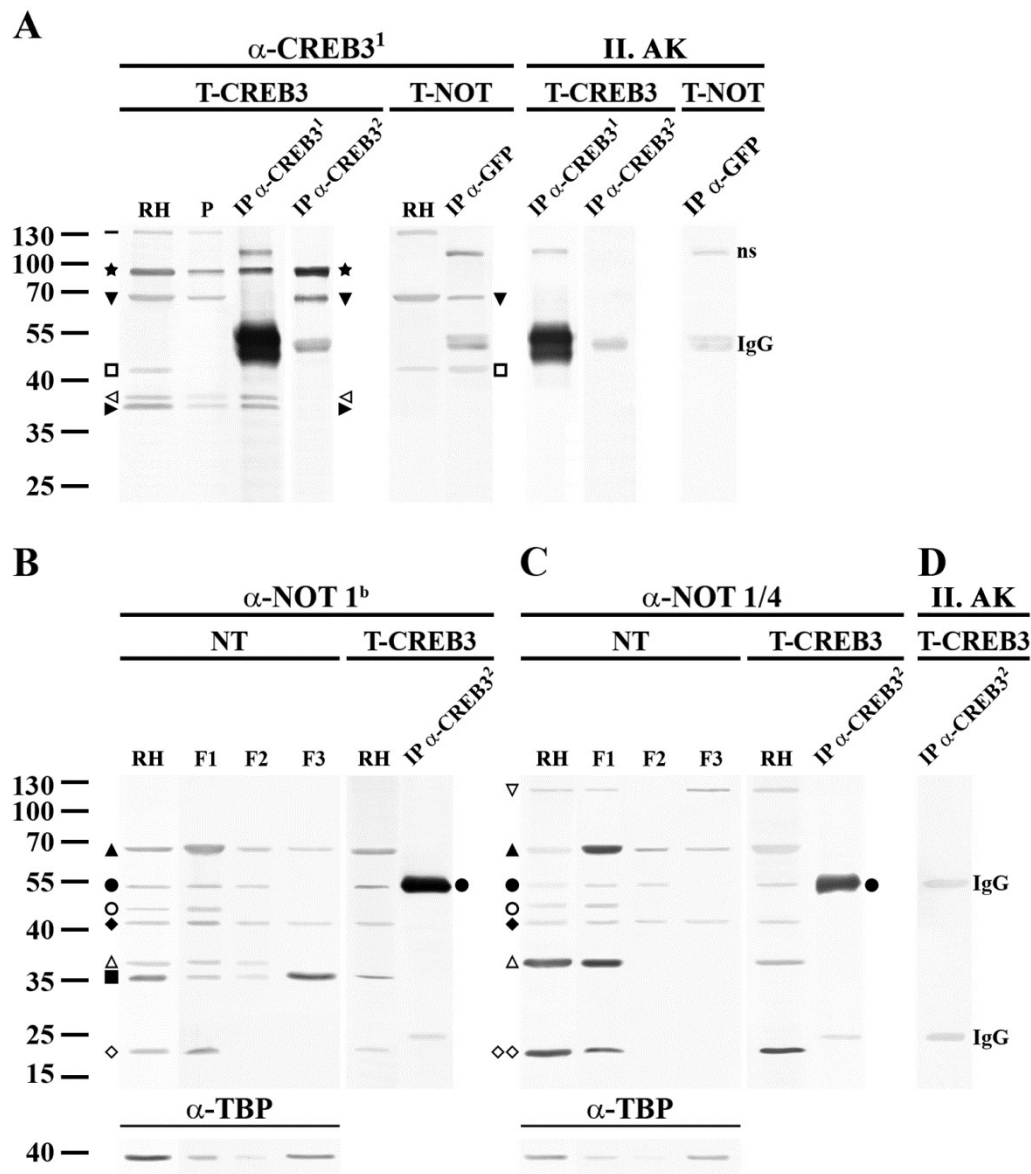 A
α-CREB3¹ II. AK
T-CREB3 T-NOT T-CREB3 T-NOT
RH P IP α-CREB3¹ IP α-CREB3² RH IP α-GFP IP α-CREB3¹ IP α-CREB3² IP α-GFP
130
100 ns
70
55 IgG
40
35
25
B C D
α-NOT 1ᵇ α-NOT 1/4 II. AK
NT T-CREB3 NT T-CREB3 T-CREB3
RH F1 F2 F3 RH IP α-CREB3² RH F1 F2 F3 RH IP α-CREB3² IP α-CREB3²
130
100
70
55 IgG
40
35
25 IgG
15
α-TBP α-TBP
40